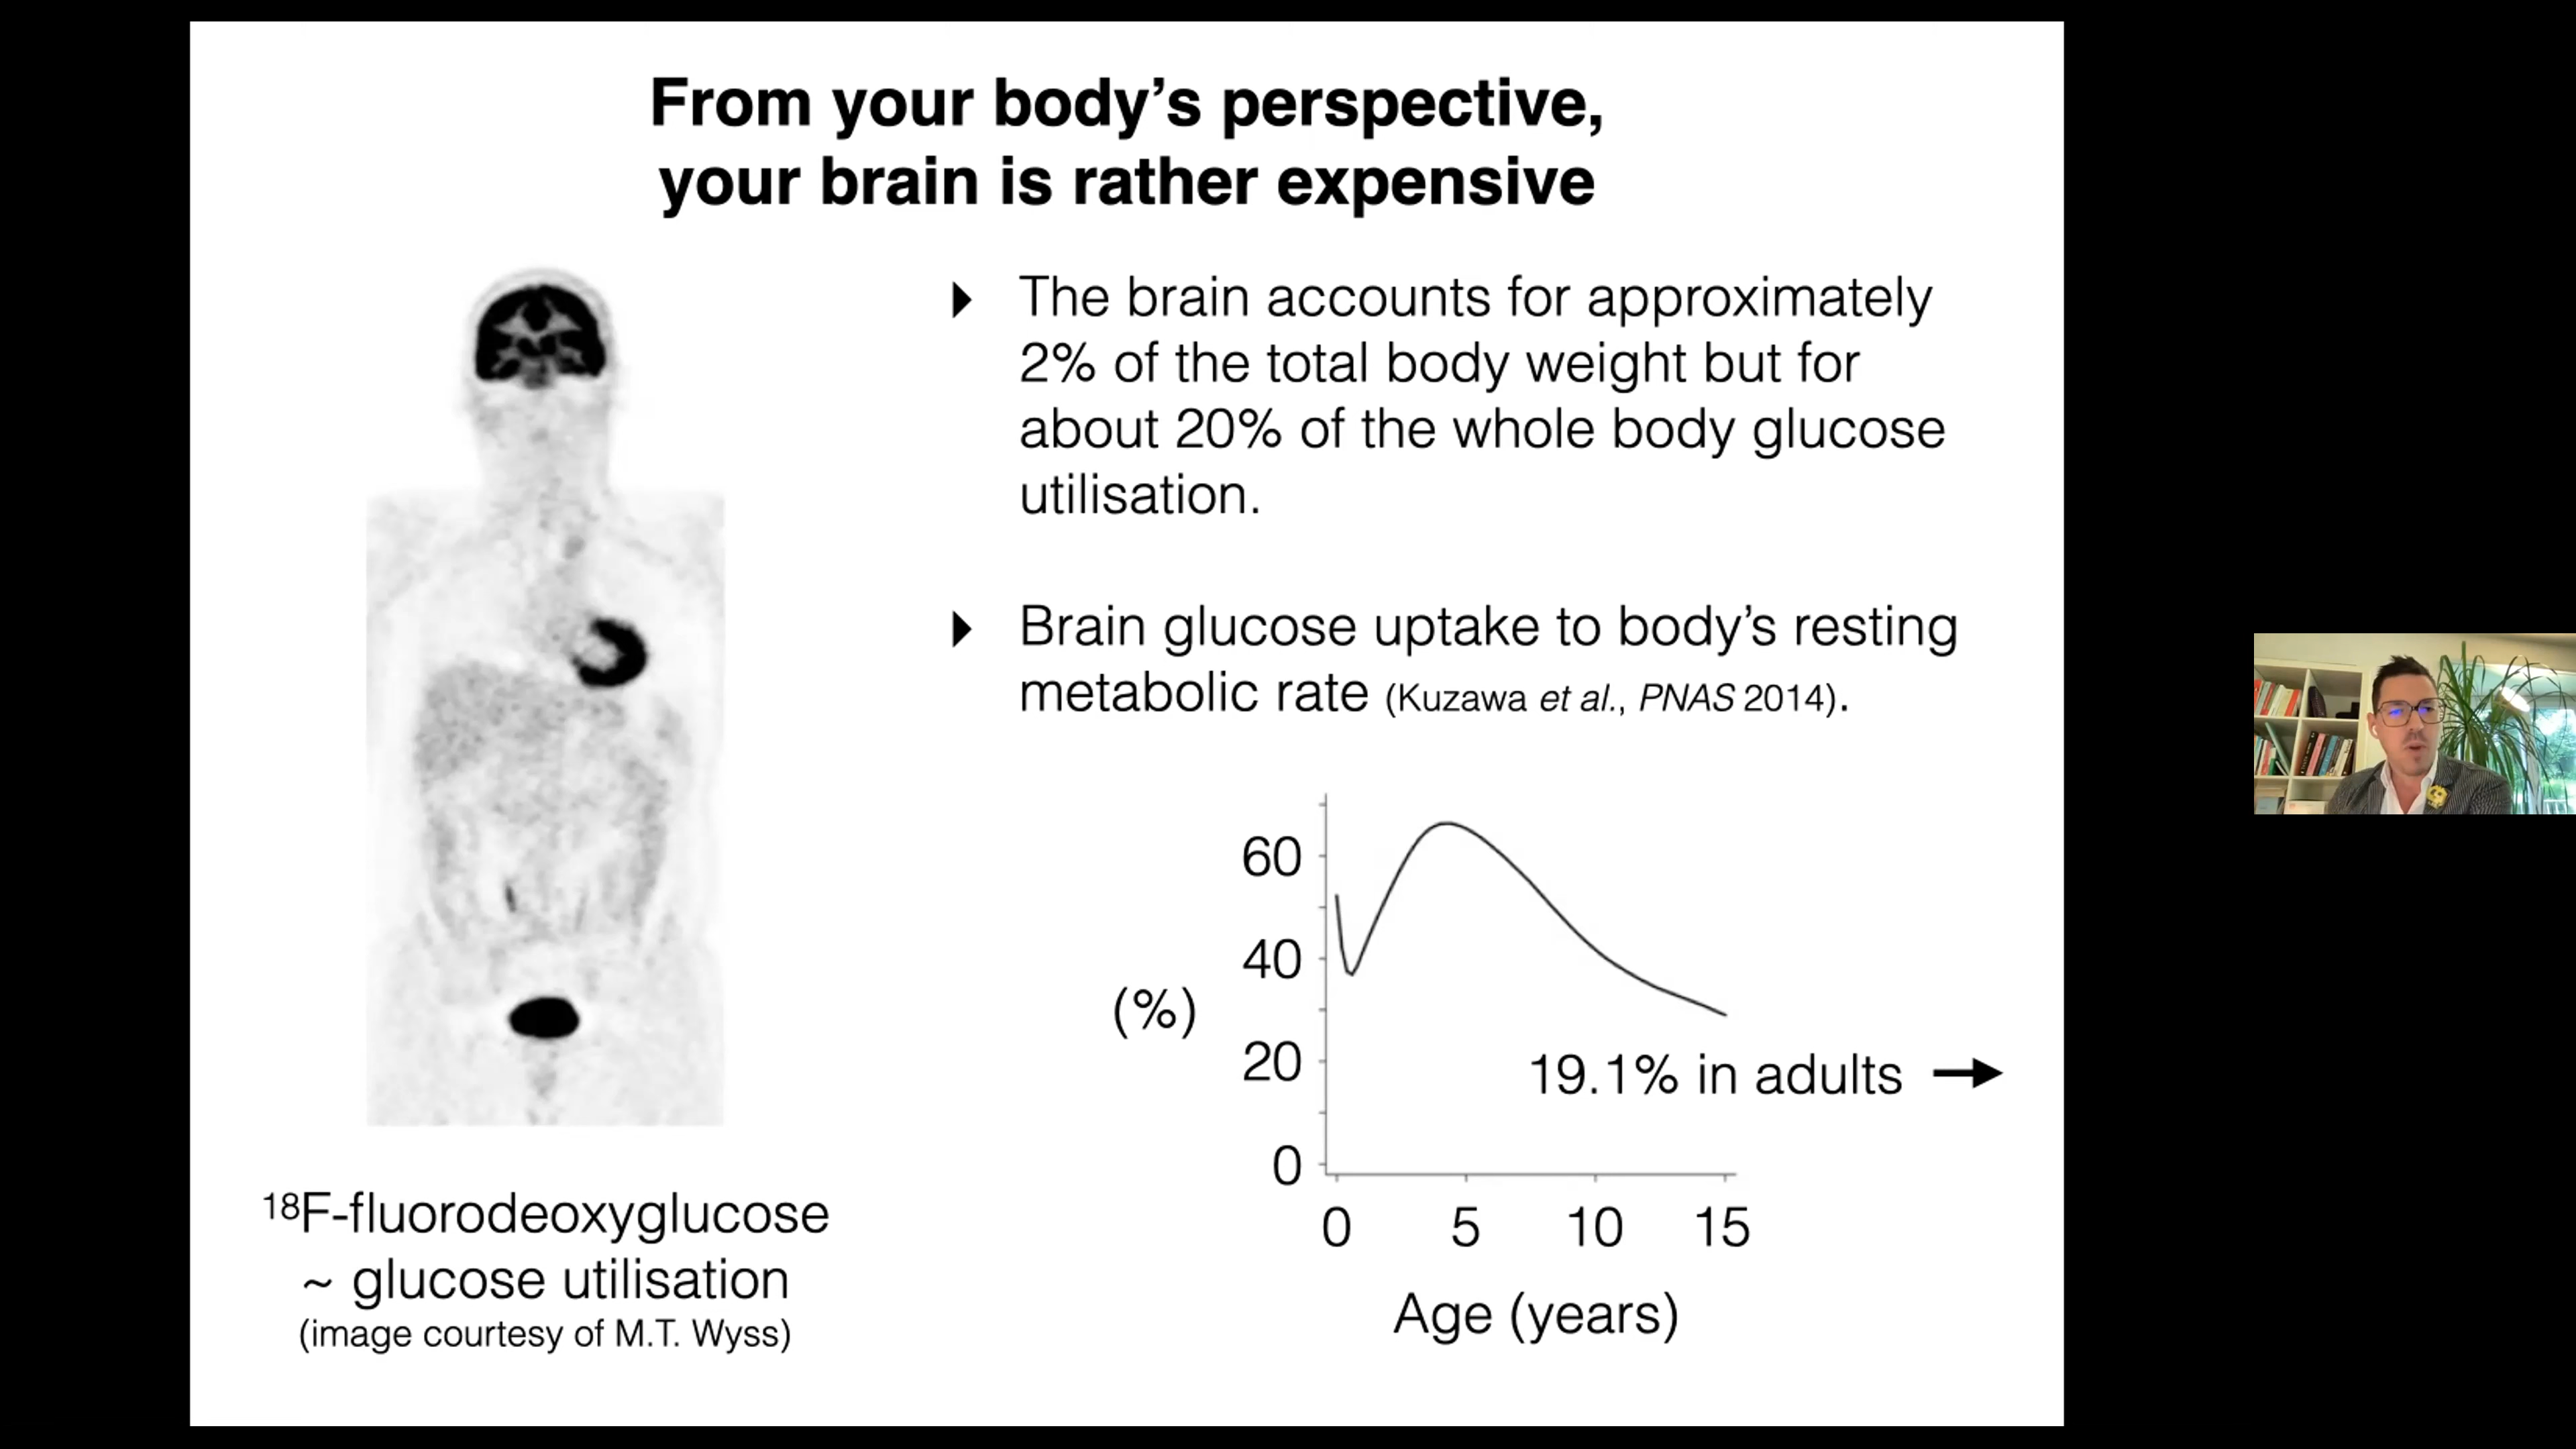 From your body’s perspective,
your brain is rather expensive
The brain accounts for approximately
2% of the total body weight but for
about 20% of the whole body glucose
utilisation.
Brain glucose uptake to body’s resting
metabolic rate (Kuzawa et al., PNAS 2014).
60
40
(%)
20
19.1% in adults
0
0 5 10 15
Age (years)
¹⁸F-fluorodeoxyglucose
~ glucose utilisation
(image courtesy of M.T. Wyss)